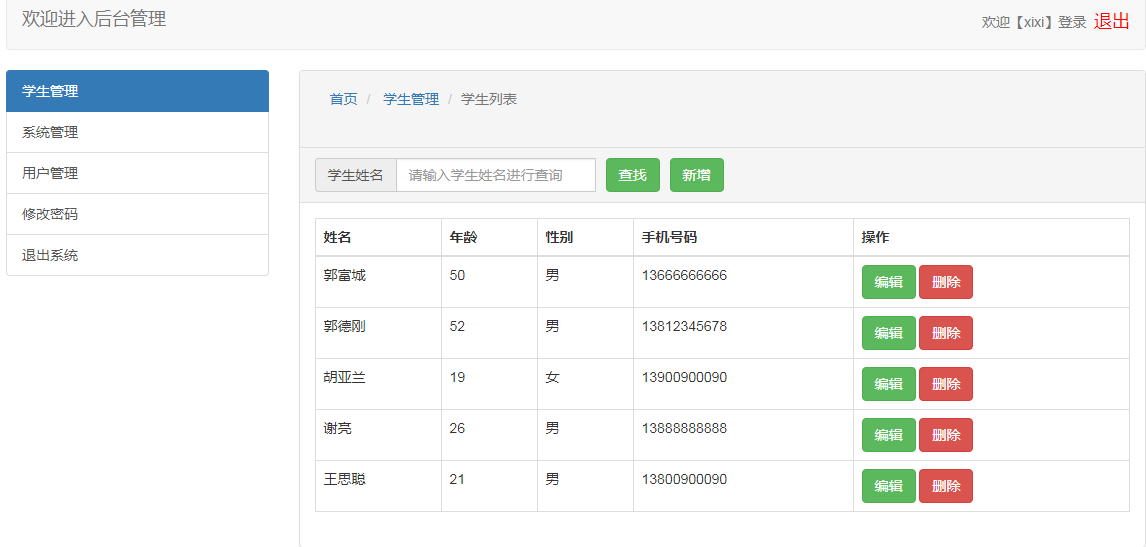 欢迎进入后台管理
欢迎【xixi】登录 退出
学生管理
系统管理
用户管理
修改密码
退出系统
首页 / 学生管理 / 学生列表
学生姓名 请输入学生姓名进行查询 查找 新增
姓名 年龄 性别 手机号码 操作
郭富城 50 男 13666666666 编辑 删除
郭德刚 52 男 13812345678 编辑 删除
胡亚兰 19 女 13900900090 编辑 删除
谢亮 26 男 13888888888 编辑 删除
王思聪 21 男 13800900090 编辑 删除